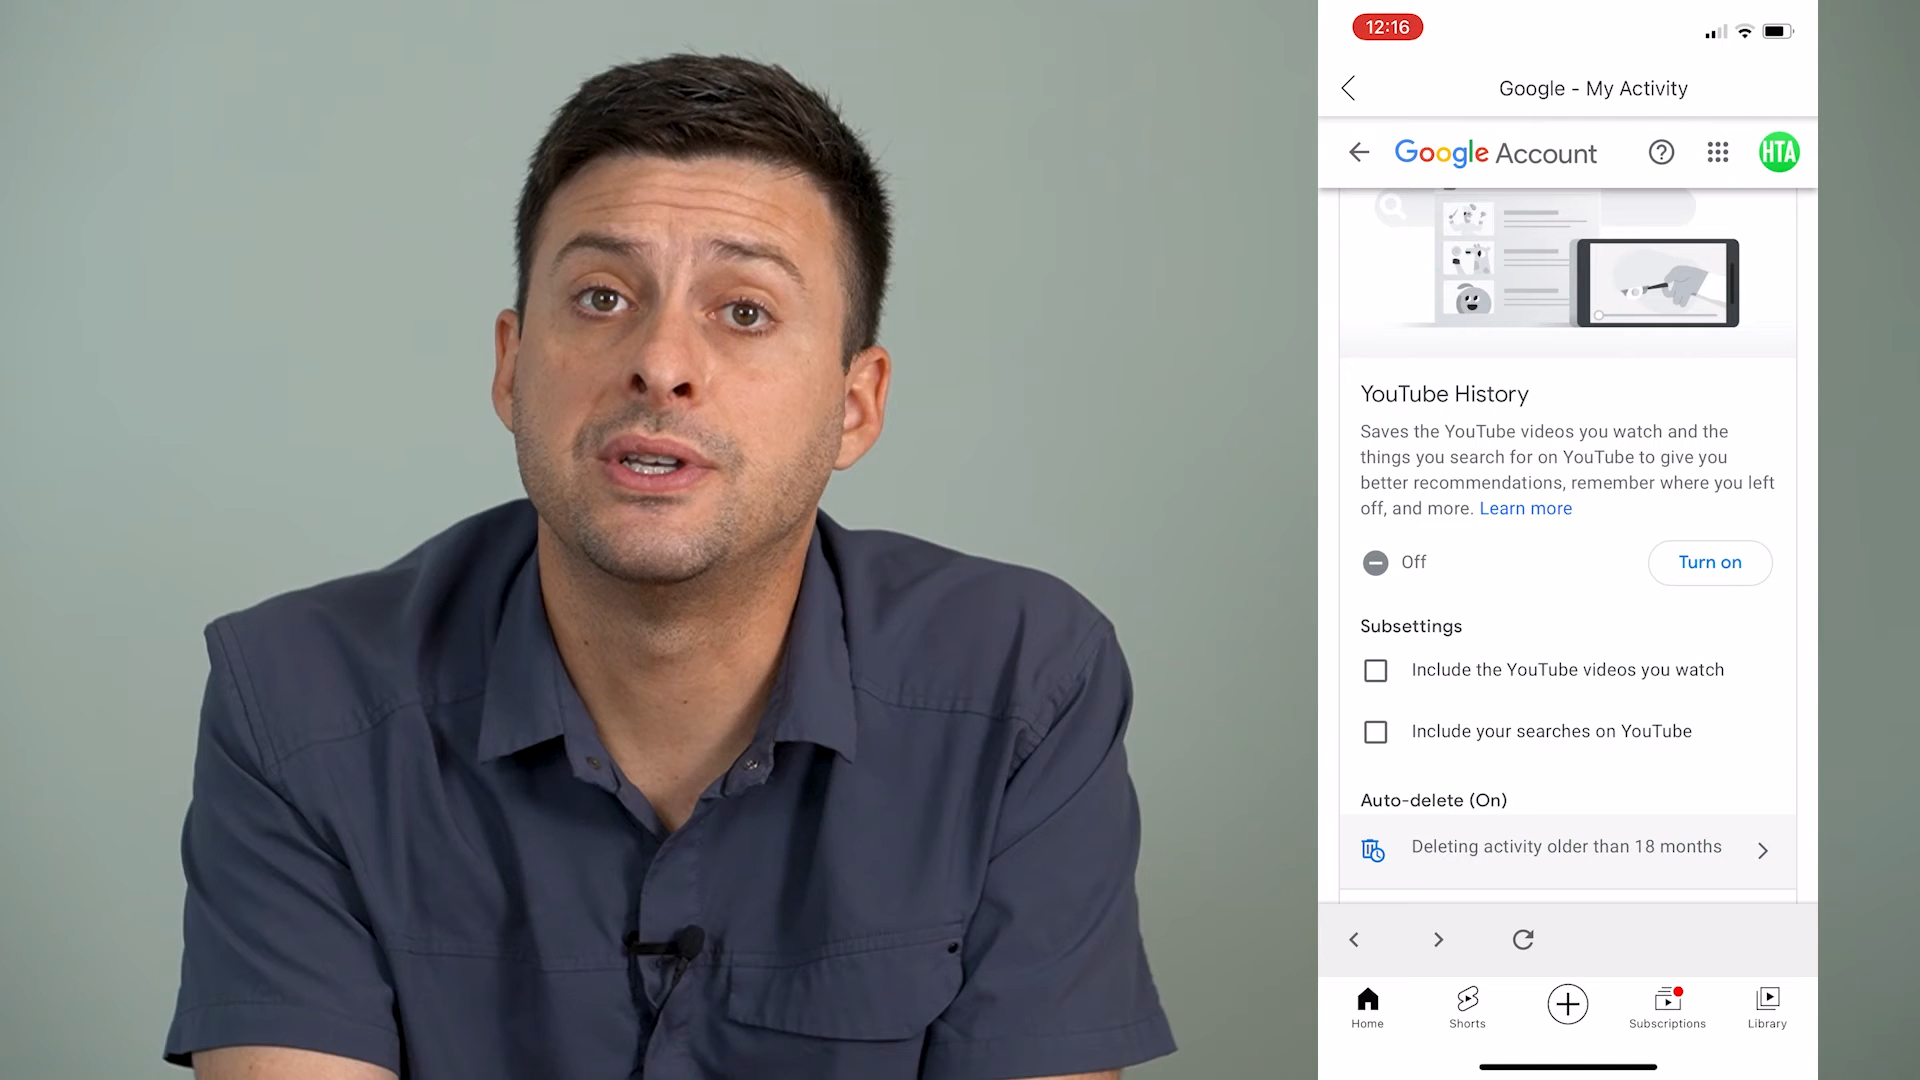 12:16
Google - My Activity
Google Account
HTA
YouTube History
Saves the YouTube videos you watch and the
things you search for on YouTube to give you
better recommendations, remember where you left
off, and more. Learn more
Off
Turn on
Subsettings
Include the YouTube videos you watch
Include your searches on YouTube
Auto-delete (On)
Deleting activity older than 18 months
Home
Shorts
Subscriptions
Library